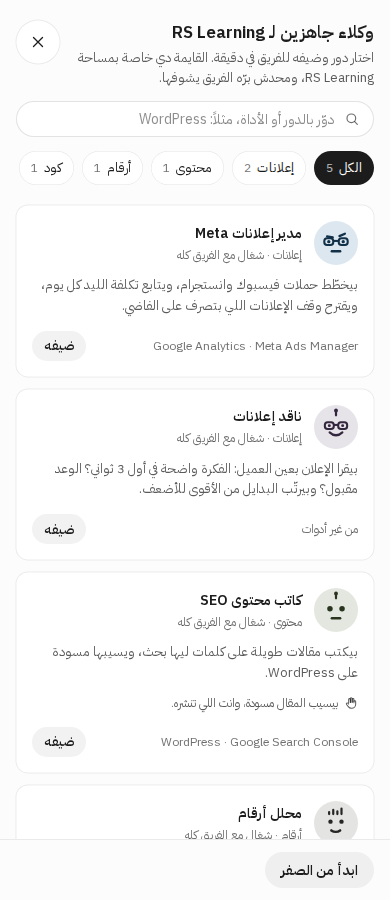 وكلاء جاهزين لـ RS Learning
اختار دور وضيفه للفريق في دقيقة. القايمة دي خاصة بمساحة
RS Learning، ومحدش برّه الفريق يشوفها.
دوّر بالدور أو الأداة، مثلاً: WordPress
الكل 5
إعلانات 2
محتوى 1
أرقام 1
كود 1
مدير إعلانات Meta
إعلانات · شغال مع الفريق كله
بيخطّط حملات فيسبوك وانستجرام، ويتابع تكلفة الليد كل يوم،
ويقترح وقف الإعلانات اللي بتصرف على الفاضي.
Google Analytics · Meta Ads Manager
ضيفه
ناقد إعلانات
إعلانات · شغال مع الفريق كله
بيقرا الإعلان بعين العميل: الفكرة واضحة في أول 3 ثواني؟ الوعد
مقبول؟ وبيرتّب البدايل من الأقوى للأضعف.
من غير أدوات
ضيفه
كاتب محتوى SEO
محتوى · شغال مع الفريق كله
بيكتب مقالات طويلة على كلمات ليها بحث، ويسيبها مسودة
على WordPress.
بيسيب المقال مسودة، وانت اللي تنشره.
WordPress · Google Search Console
ضيفه
محلل أرقام
أرقام · شغال مع الفريق كله
ابدأ من الصفر